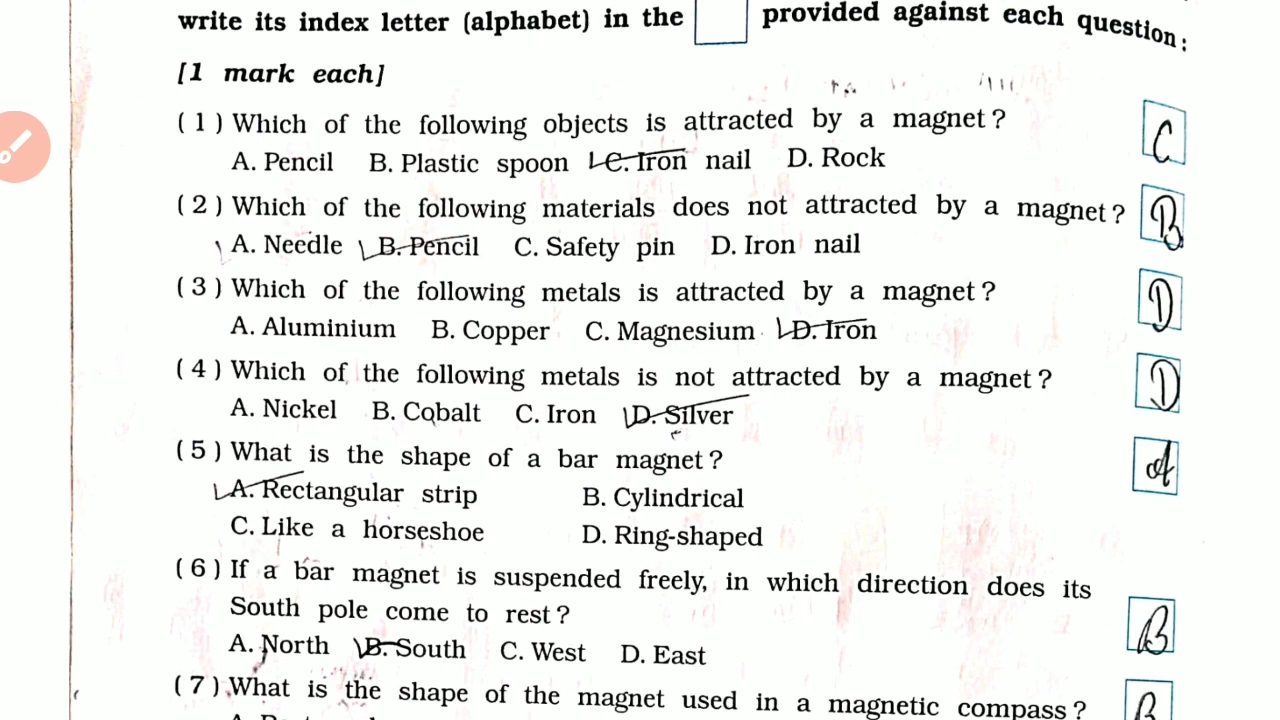 write its index letter (alphabet) in the provided against each question :
[1 mark each]
(1) Which of the following objects is attracted by a magnet? C
A. Pencil B. Plastic spoon C. Iron nail D. Rock
(2) Which of the following materials does not attracted by a magnet? B
A. Needle B. Pencil C. Safety pin D. Iron nail
(3) Which of the following metals is attracted by a magnet? D
A. Aluminium B. Copper C. Magnesium D. Iron
(4) Which of the following metals is not attracted by a magnet? D
A. Nickel B. Cobalt C. Iron D. Silver
(5) What is the shape of a bar magnet? A
A. Rectangular strip B. Cylindrical
C. Like a horseshoe D. Ring-shaped
(6) If a bar magnet is suspended freely, in which direction does its
South pole come to rest? B
A. North B. South C. West D. East
(7) What is the shape of the magnet used in a magnetic compass?